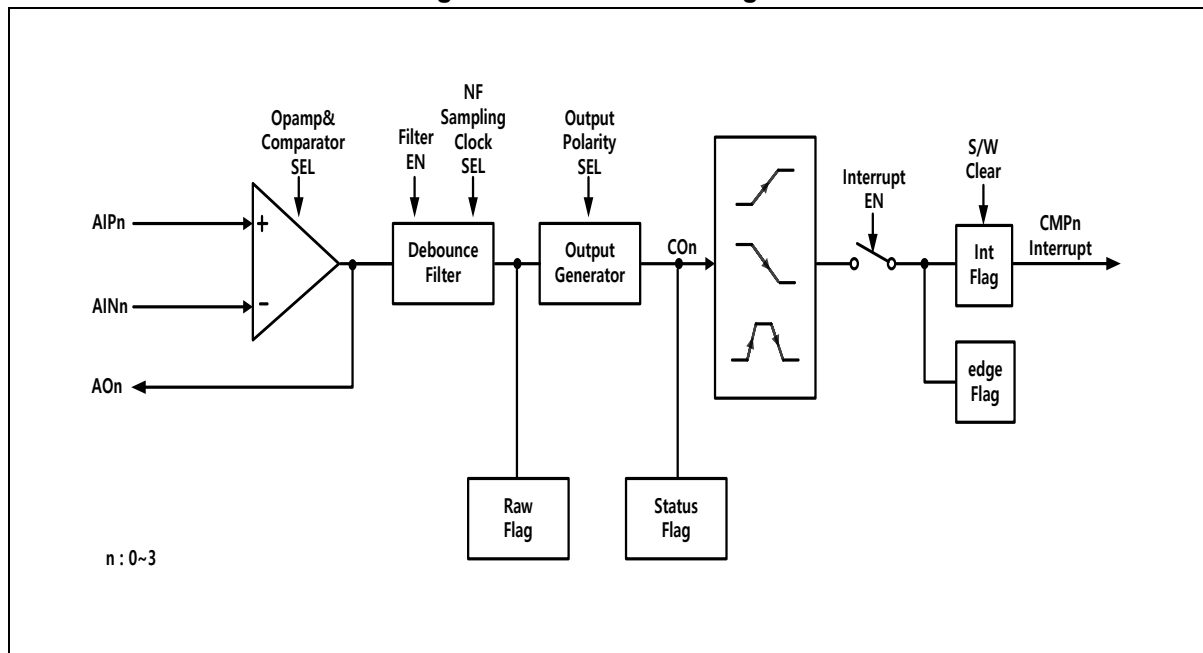 Opamp&
Comparator
SEL
Filter
EN
NF
Sampling
Clock
SEL
Output
Polarity
SEL
S/W
Clear
Interrupt
EN
AIPn
+
AINn
-
AOn
Debounce
Filter
Output
Generator
COn
Int
Flag
CMPn
Interrupt
edge
Flag
Raw
Flag
Status
Flag
n : 0~3